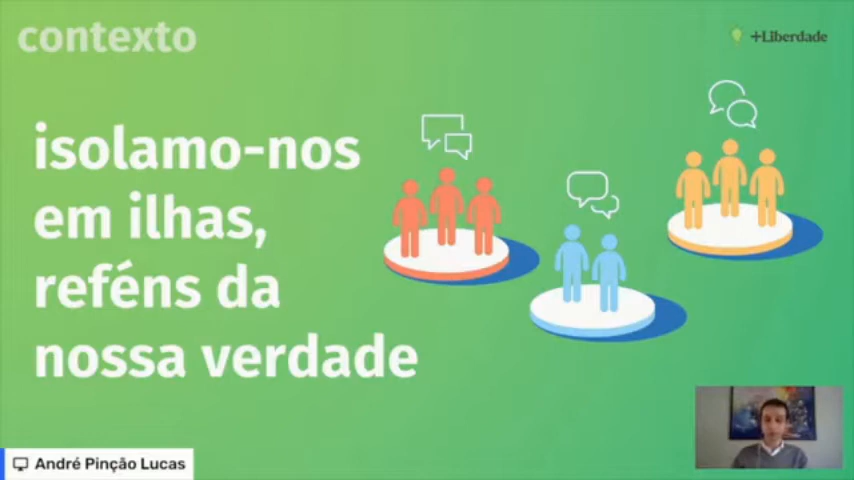 contexto
+Liberdade
isolamo-nos
em ilhas,
reféns da
nossa verdade
André Pinção Lucas